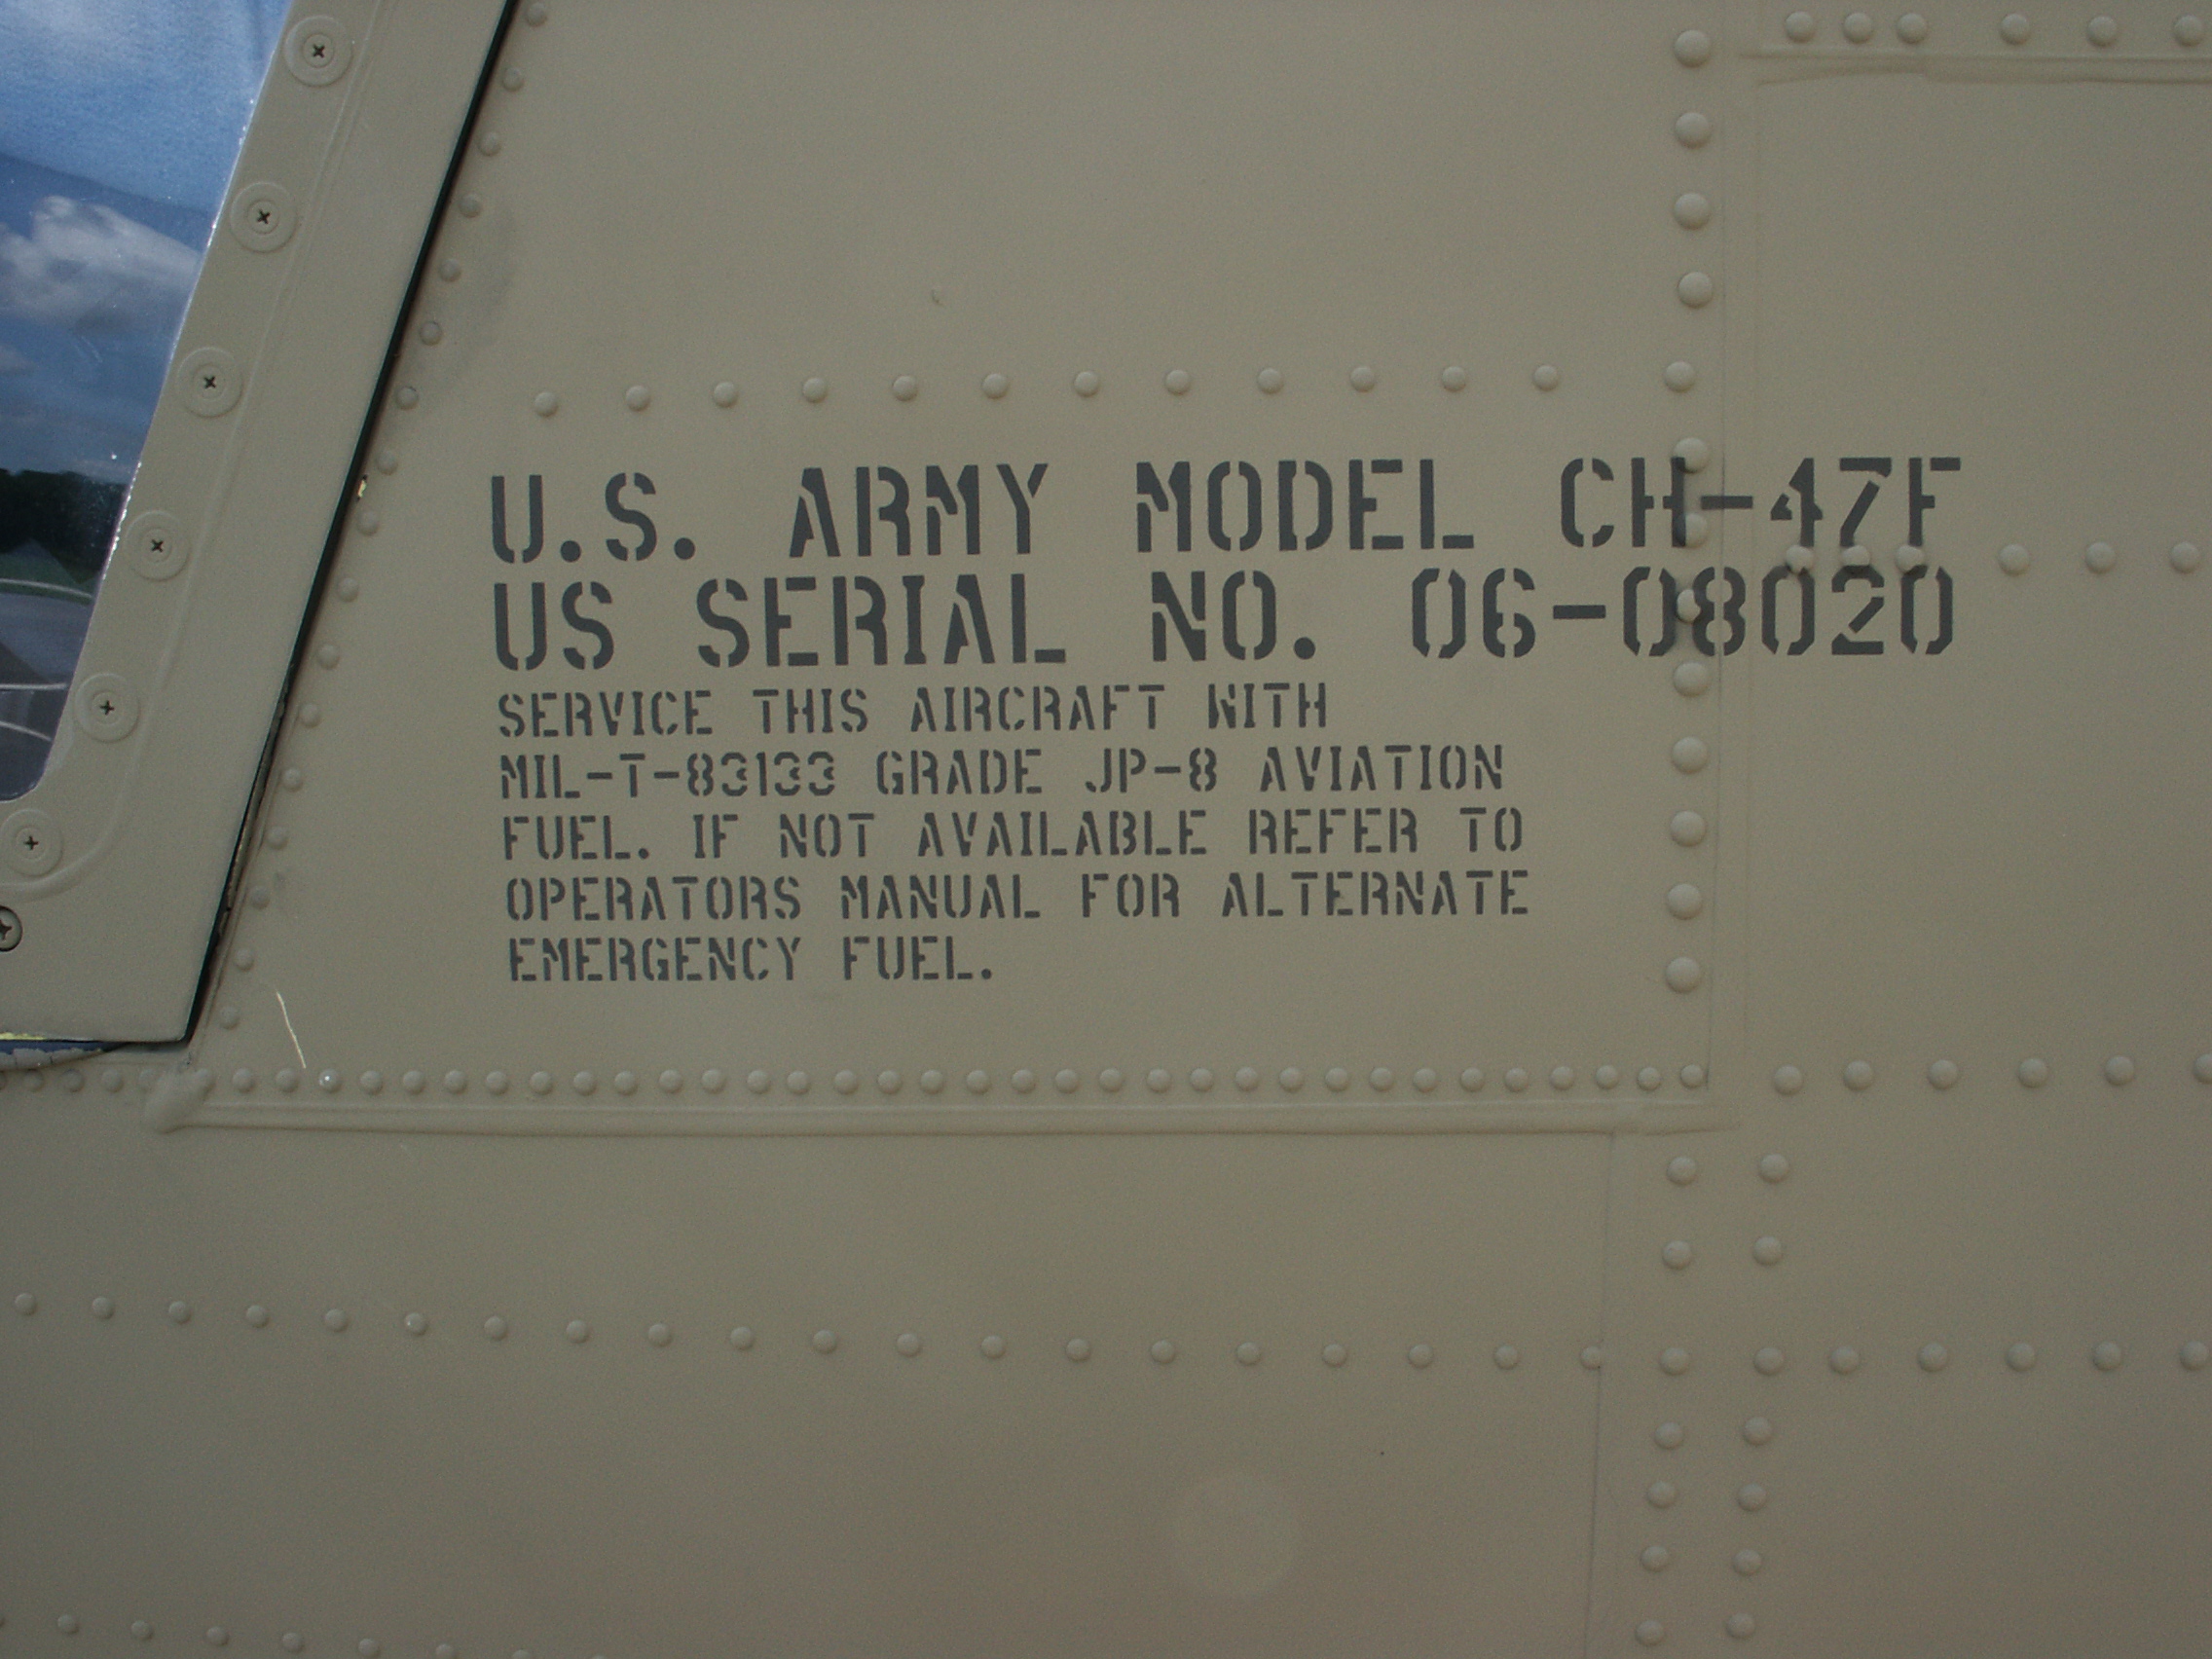 U.S. ARMY MODEL CH-47F
US SERIAL NO. 06-08020
SERVICE THIS AIRCRAFT WITH
MIL-T-83133 GRADE JP-8 AVIATION
FUEL. IF NOT AVAILABLE REFER TO
OPERATORS MANUAL FOR ALTERNATE
EMERGENCY FUEL.